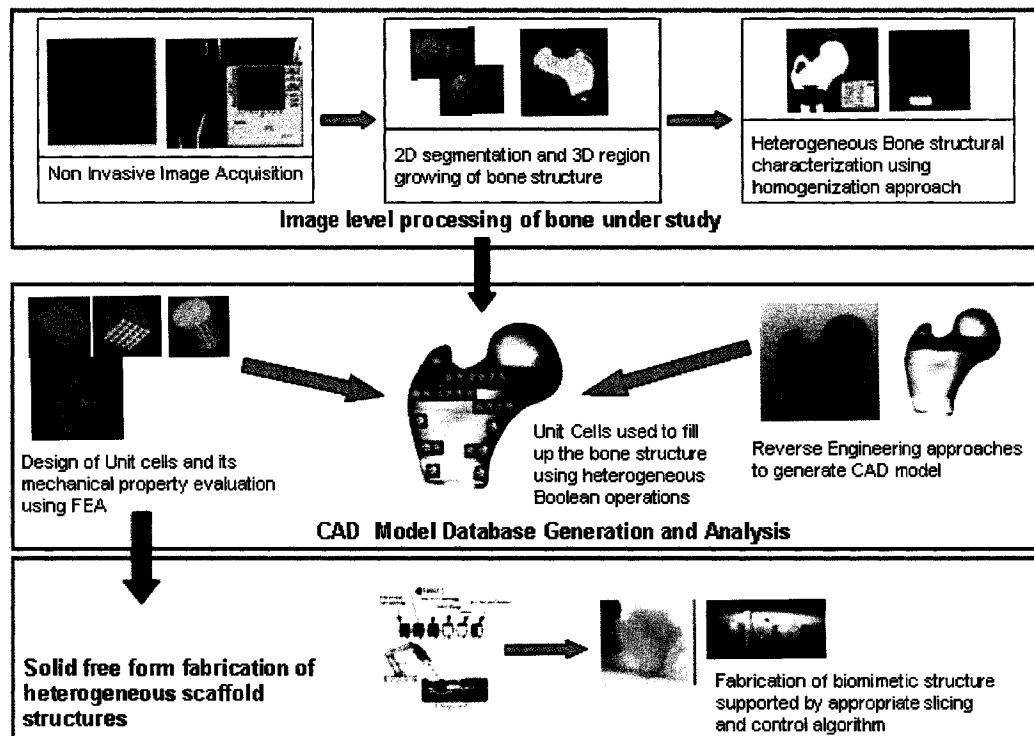 Non Invasive Image Acquisition
2D segmentation and 3D region
growing of bone structure
Heterogeneous Bone structural
characterization using
homogenization approach
Image level processing of bone under study
Design of Unit cells and its
mechanical property evaluation
using FEA
Unit Cells used to fill
up the bone structure
using heterogeneous
Boolean operations
Reverse Engineering approaches
to generate CAD model
CAD Model Database Generation and Analysis
Solid free form fabrication of
heterogeneous scaffold
structures
Fabrication of biomimetic structure
supported by appropriate slicing
and control algorithm